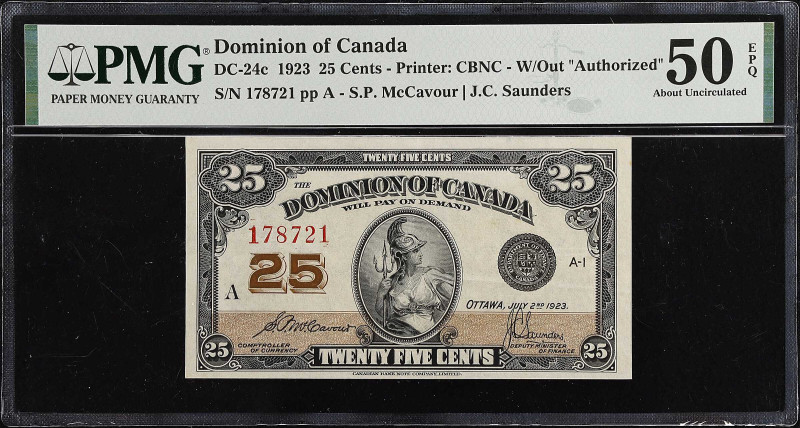 PMG®
PAPER MONEY GUARANTY
Dominion of Canada
DC-24c 1923 25 Cents - Printer: CBNC - W/Out "Authorized"
S/N 178721 pp A - S.P. McCavour | J.C. Saunders
50
EPQ
About Uncirculated
TWENTY FIVE CENTS
25
25
THE
DOMINION OF CANADA
WILL PAY ON DEMAND
178721
25
A
A-1
OTTAWA, JULY 2ND 1923.
S.P. McCavour
J.C. Saunders
COMPTROLLER
OF CURRENCY
DEPUTY MINISTER
OF FINANCE
25
TWENTY FIVE CENTS
25
CANADIAN BANK NOTE COMPANY, LIMITED.